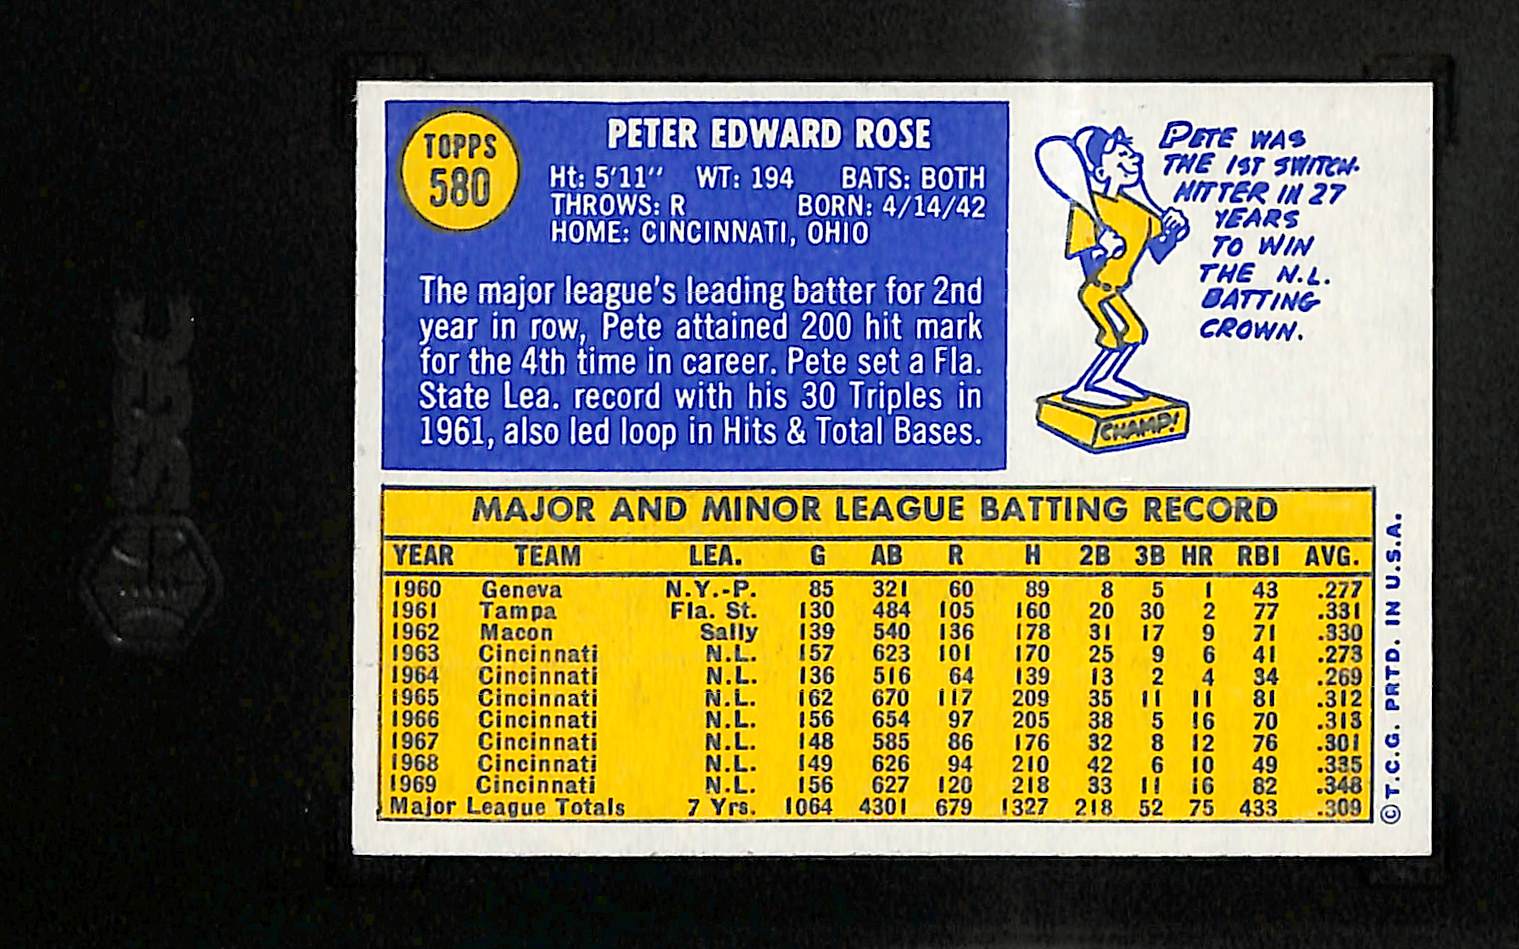 TOPPS
580
PETER EDWARD ROSE
Ht: 5'11" WT: 194 BATS: BOTH
THROWS: R BORN: 4/14/42
HOME: CINCINNATI, OHIO
The major league's leading batter for 2nd
year in row, Pete attained 200 hit mark
for the 4th time in career. Pete set a Fla.
State Lea. record with his 30 Triples in
1961, also led loop in Hits & Total Bases.
PETE WAS
THE 1ST SWITCH-
HITTER IN 27
YEARS
TO WIN
THE N.L.
BATTING
CROWN.
CHAMP!
MAJOR AND MINOR LEAGUE BATTING RECORD
YEAR TEAM LEA. G AB R H 2B 3B HR RBI AVG.
1960 Geneva N.Y.-P. 85 321 60 89 8 5 1 43 .277
1961 Tampa Fla. St. 130 484 105 160 20 30 2 77 .331
1962 Macon Sally 139 540 136 178 31 17 9 71 .330
1963 Cincinnati N.L. 157 623 101 170 25 9 6 41 .273
1964 Cincinnati N.L. 136 516 64 139 13 2 4 34 .269
1965 Cincinnati N.L. 162 670 117 209 35 11 11 81 .312
1966 Cincinnati N.L. 156 654 97 205 38 5 16 70 .313
1967 Cincinnati N.L. 148 585 86 176 32 8 12 76 .301
1968 Cincinnati N.L. 149 626 94 210 42 6 10 49 .335
1969 Cincinnati N.L. 156 627 120 218 33 11 16 82 .348
Major League Totals 7 Yrs. 1064 4301 679 1327 218 52 75 433 .309
© T.C.G. PRTD. IN U.S.A.